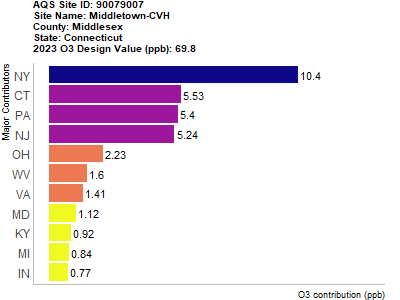 AQS Site ID: 90079007
Site Name: Middletown-CVH
County: Middlesex
State: Connecticut
2023 O3 Design Value (ppb): 69.8
Major Contributors
NY 10.4
CT 5.53
PA 5.4
NJ 5.24
OH 2.23
WV 1.6
VA 1.41
MD 1.12
KY 0.92
MI 0.84
IN 0.77
O3 contribution (ppb)